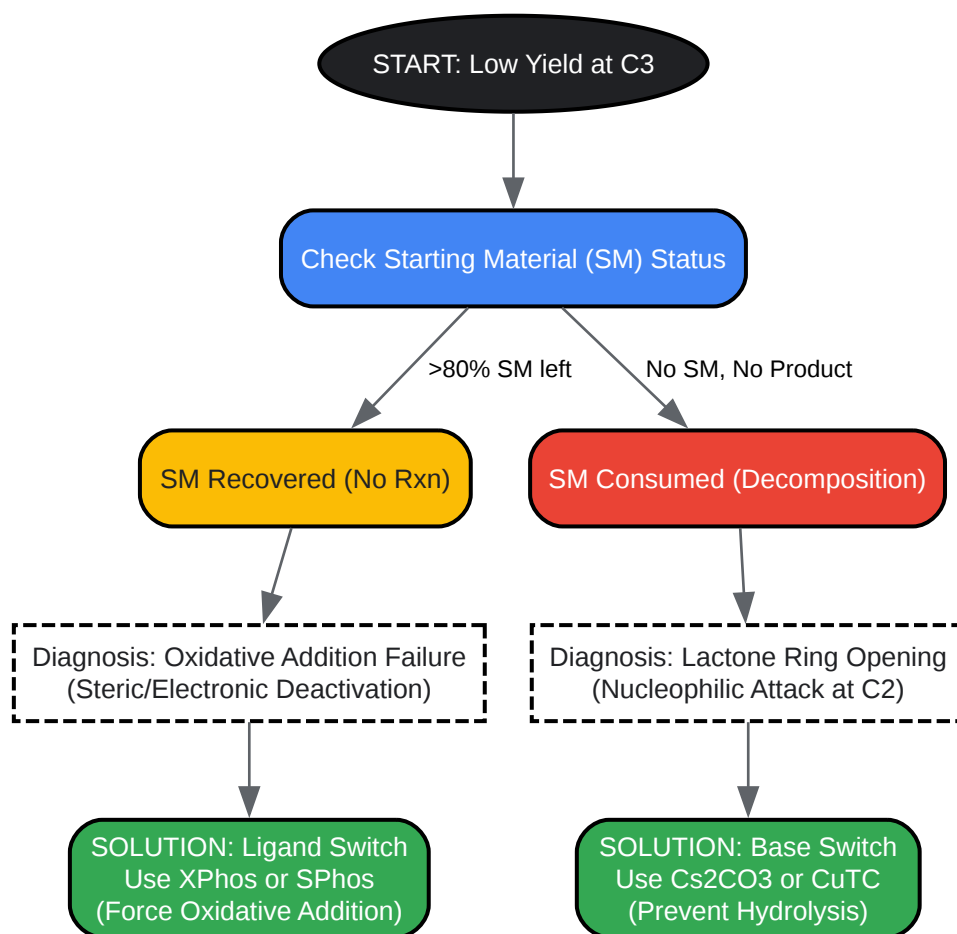 START: Low Yield at C3
Check Starting Material (SM) Status
>80% SM left
No SM, No Product
SM Recovered (No Rxn)
SM Consumed (Decomposition)
Diagnosis: Oxidative Addition Failure
(Steric/Electronic Deactivation)
Diagnosis: Lactone Ring Opening
(Nucleophilic Attack at C2)
SOLUTION: Ligand Switch
Use XPhos or SPhos
(Force Oxidative Addition)
SOLUTION: Base Switch
Use Cs2CO3 or CuTC
(Prevent Hydrolysis)